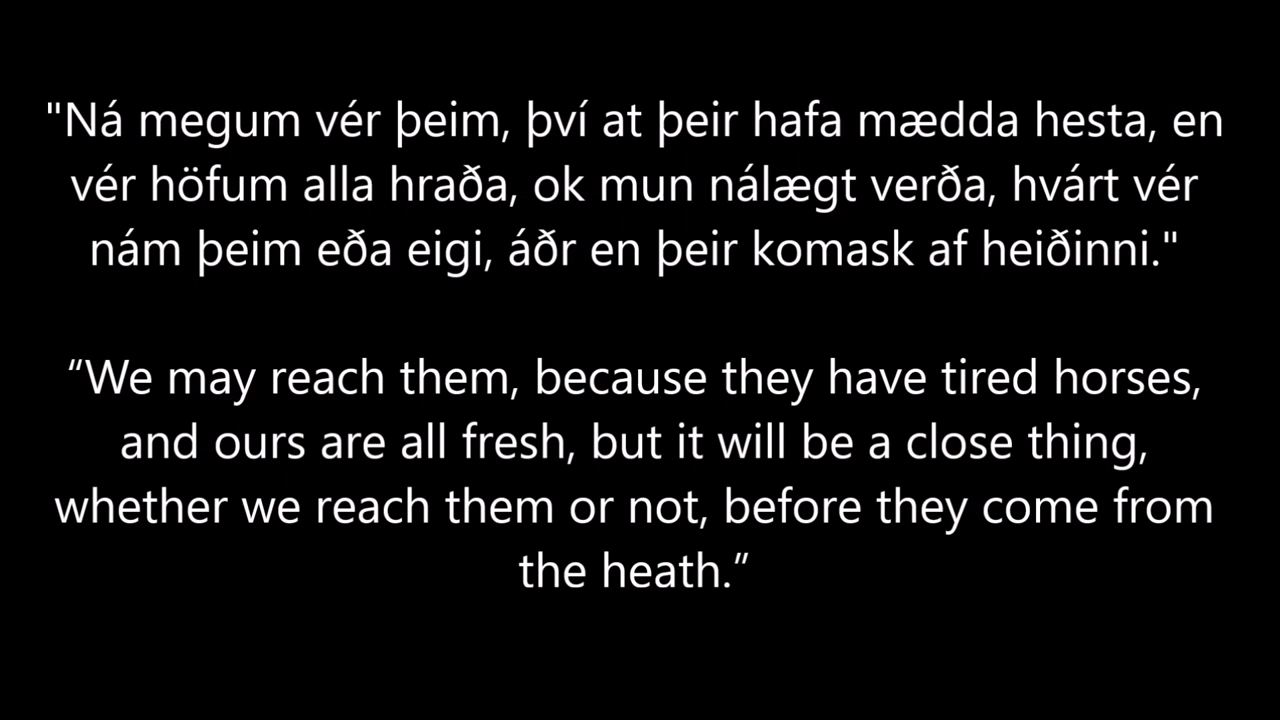 "Ná megum vér þeim, því at þeir hafa mædda hesta, en
vér höfum alla hraða, ok mun nálægt verða, hvárt vér
nám þeim eða eigi, áðr en þeir komask af heiðinni."
“We may reach them, because they have tired horses,
and ours are all fresh, but it will be a close thing,
whether we reach them or not, before they come from
the heath.”